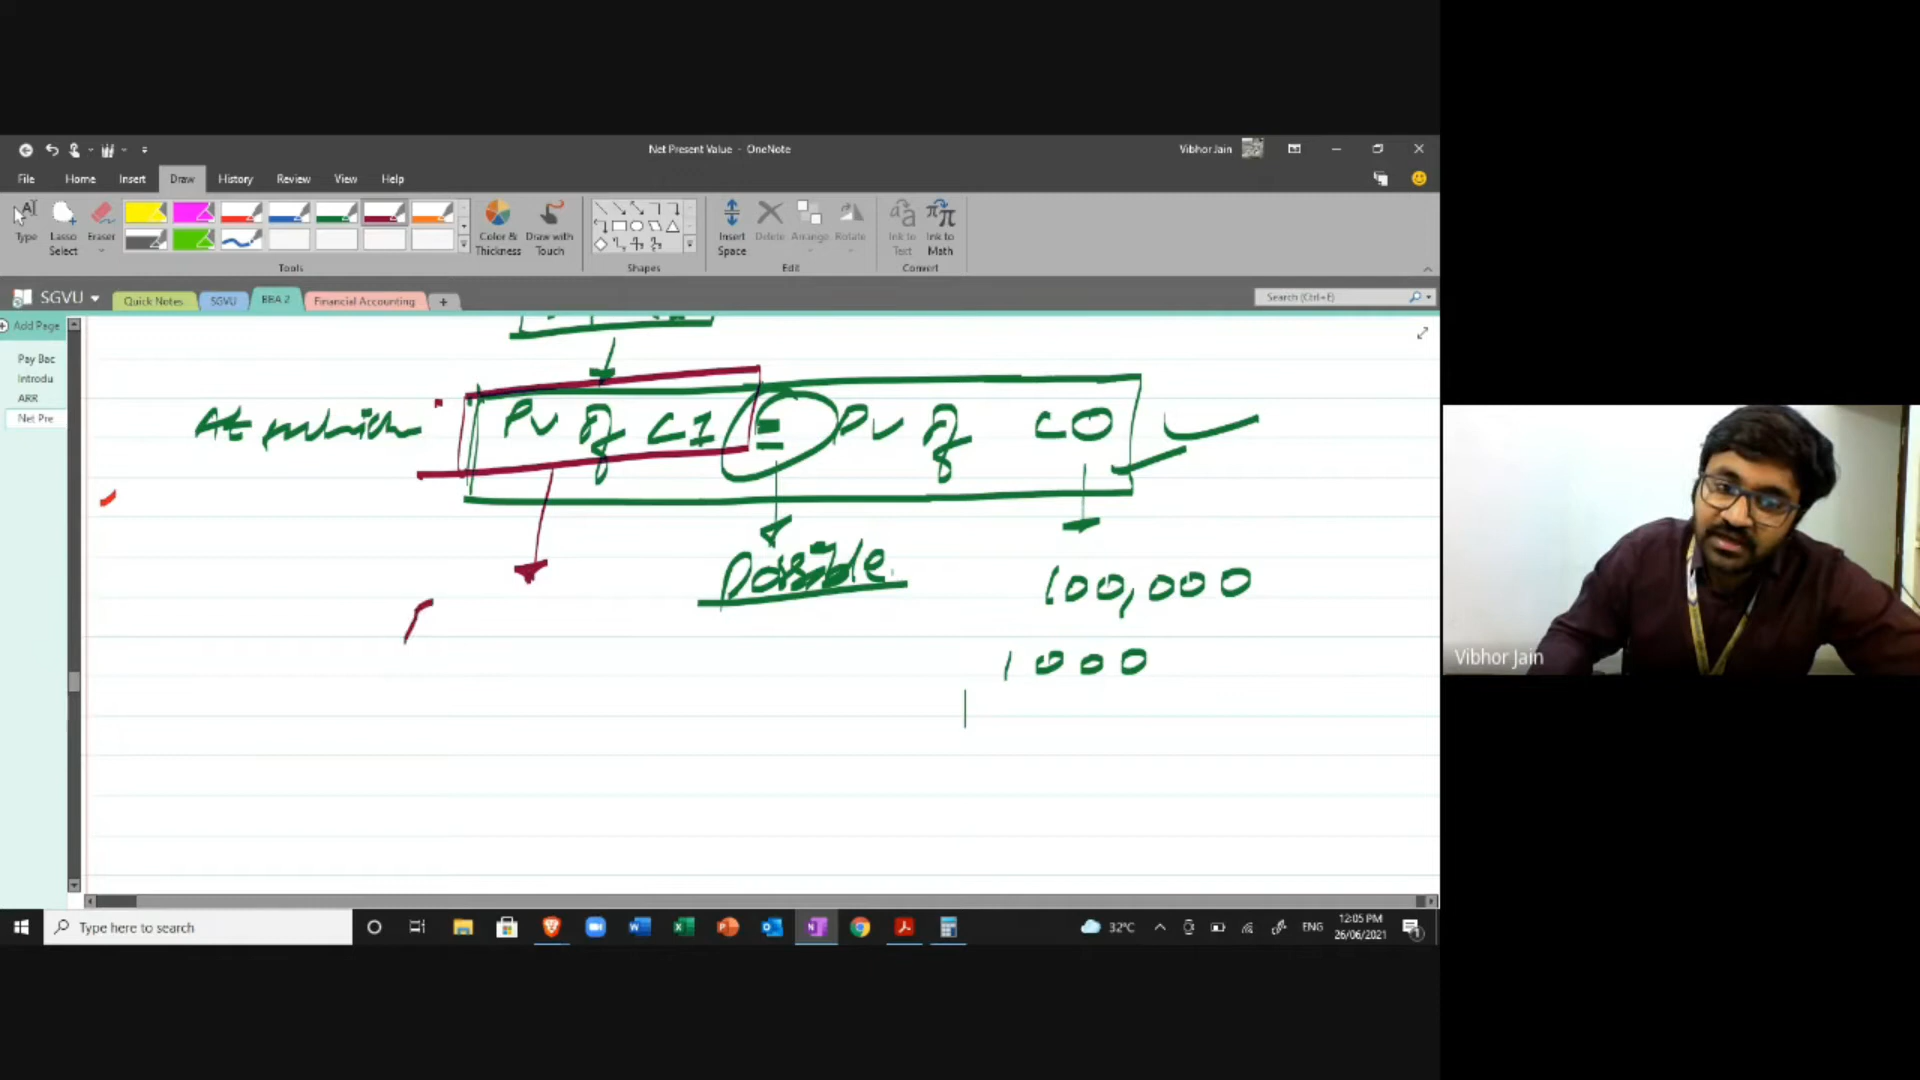 Net Present Value - OneNote
Vibhor Jain
File Home Insert Draw History Review View Help
Type Lasso Select Eraser Color & Thickness Draw with Touch Insert Space Delete Arrange Rotate Ink to Text Ink to Math
Tools Shapes Edit Convert
SGVU Quick Notes SGVU BBA 2 Financial Accounting + Search (Ctrl+E)
Add Page
Pay Bac
Introdu
ARR
Net Pre
At which PV of CI = PV of CO
Possible
100,000
1000
Vibhor Jain
Type here to search
32°C ENG 12:05 PM
26/06/2021